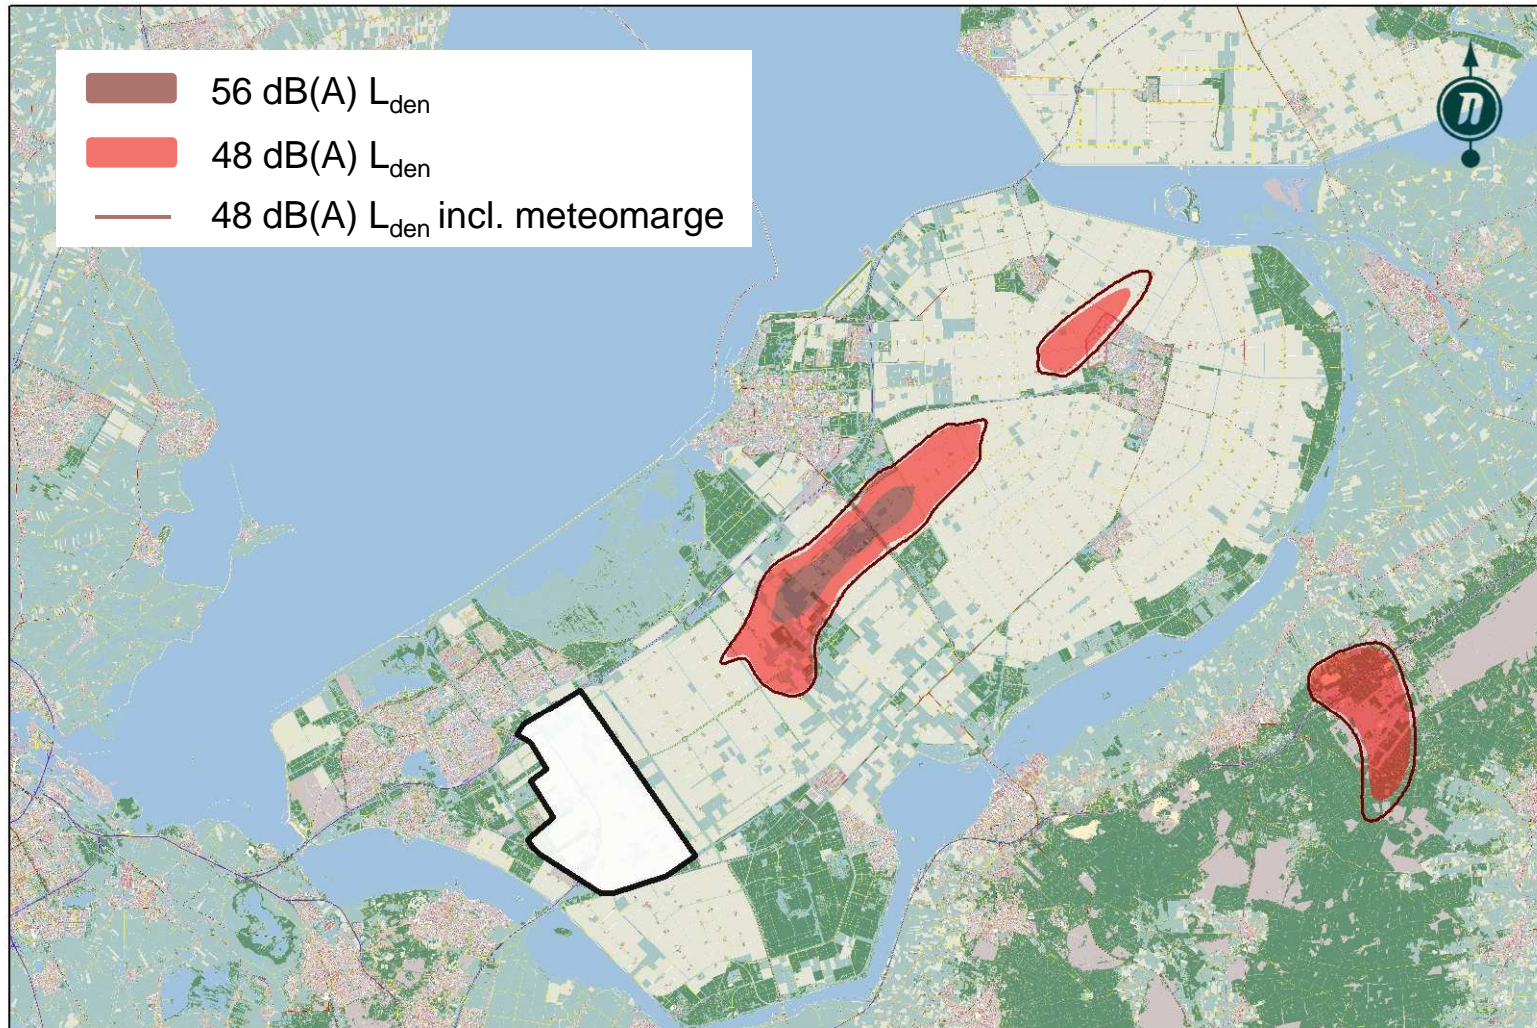 56 dB(A) Lden
48 dB(A) Lden
48 dB(A) Lden incl. meteomarge
n